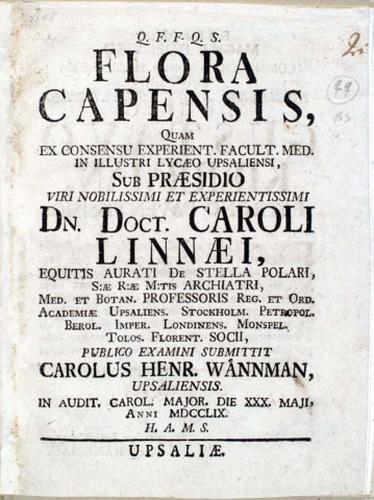 Q. F. F. Q. S.
FLORA
CAPENSIS,
QUAM
EX CONSENSU EXPERIENT. FACULT. MED.
IN ILLUSTRI LYCÆO UPSALIENSI,
SUB PRÆSIDIO
VIRI NOBILISSIMI ET EXPERIENTISSIMI
DN. DOCT. CAROLI
LINNÆI,
EQUITIS AURATI DE STELLA POLARI,
S:Æ R:Æ M:TIS ARCHIATRI,
MED. ET BOTAN. PROFESSORIS REG. ET ORD.
ACADEMIÆ UPSALIENS. STOCKHOLM. PETROPOL.
BEROL. IMPER. LONDINENS. MONSPEL.
TOLOS. FLORENT. SOCII,
PUBLICO EXAMINI SUBMITTIT
CAROLUS HENR. WÅNNMAN,
UPSALIENSIS.
IN AUDIT. CAROL. MAJOR. DIE XXX. MAJI,
ANNI MDCCLIX.
H. A. M. S.
UPSALIÆ.